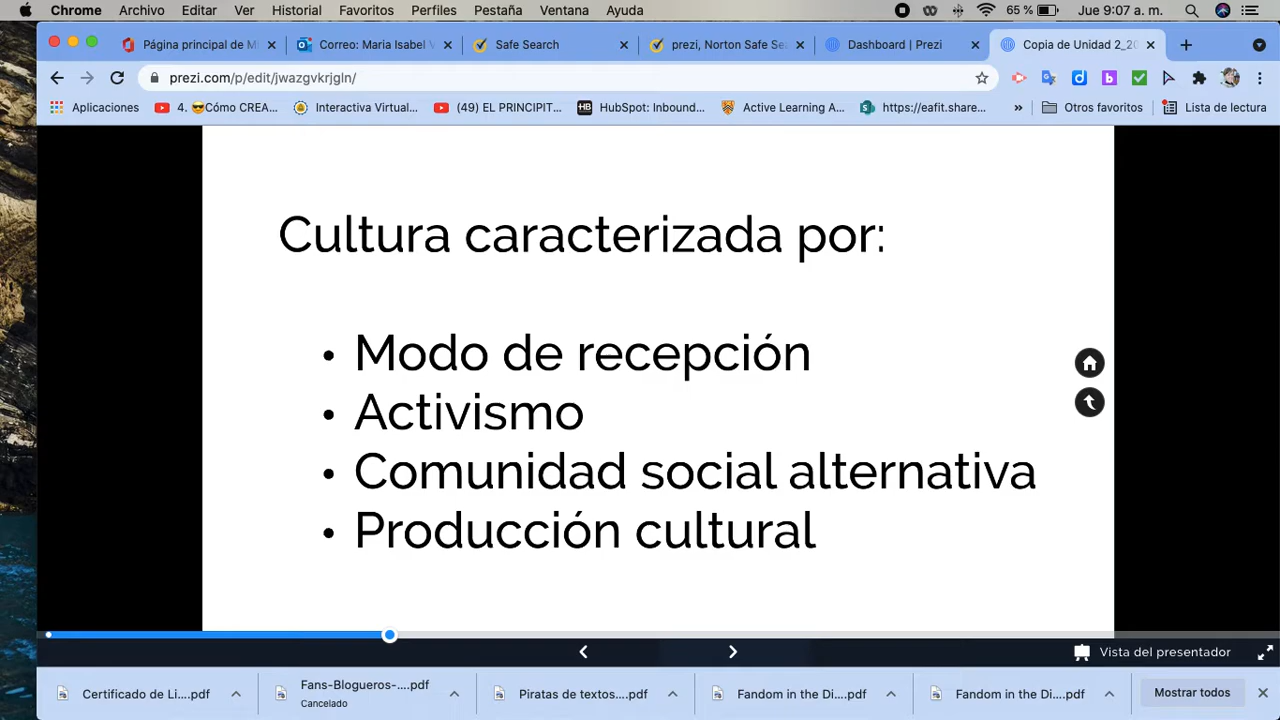 Chrome Archivo Editar Ver Historial Favoritos Perfiles Pestaña Ventana Ayuda 65 % Jue 9:07 a. m.
Página principal de M Correo: Maria Isabel V Safe Search prezi, Norton Safe Se Dashboard | Prezi Copia de Unidad 2_20
prezi.com/p/edit/jwazgvkrjgln/
Aplicaciones 4. 😎Cómo CREA... Interactiva Virtual... (49) EL PRINCIPIT... HubSpot: Inbound... Active Learning A... https://eafit.share... » Otros favoritos Lista de lectura
Cultura caracterizada por:
• Modo de recepción
• Activismo
• Comunidad social alternativa
• Producción cultural
Vista del presentador
Certificado de Li....pdf Fans-Blogueros-....pdf Piratas de textos....pdf Fandom in the Di....pdf Fandom in the Di....pdf Mostrar todos
Cancelado